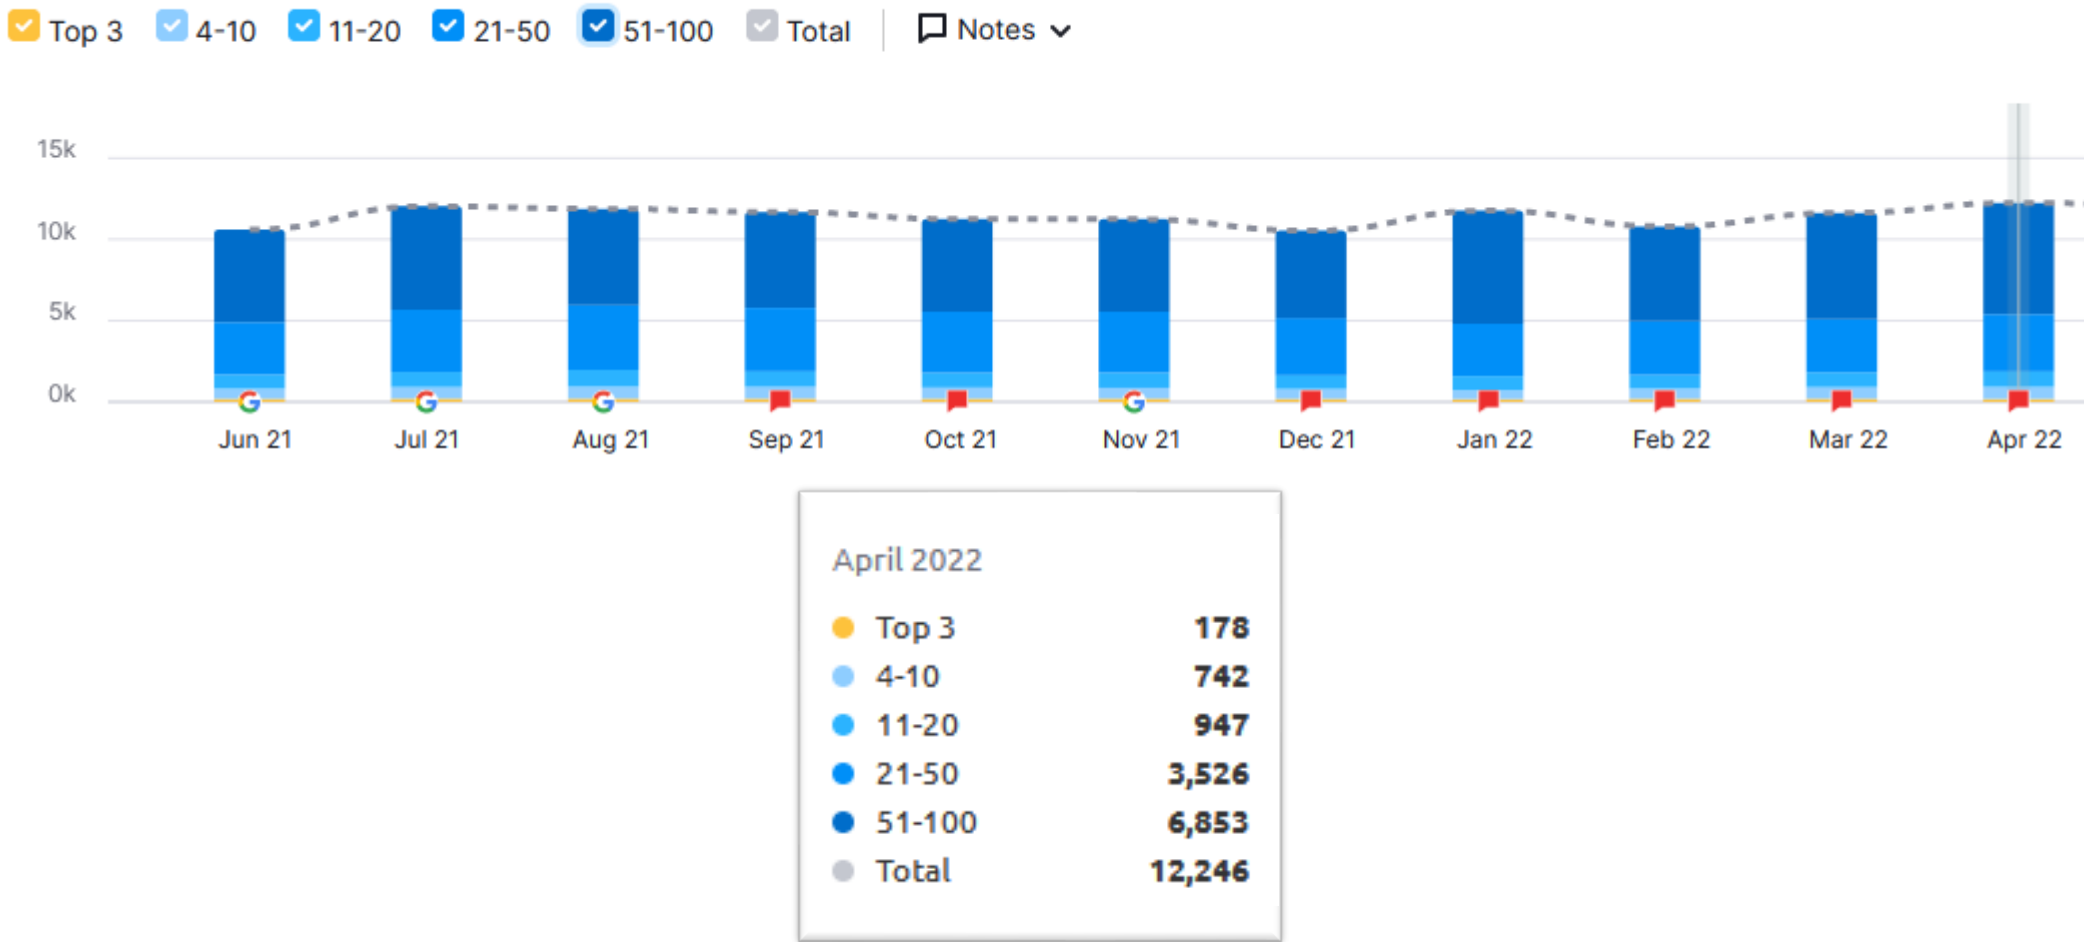 Top 3 4-10 11-20 21-50 51-100 Total Notes
15k
10k
5k
0k
Jun 21 Jul 21 Aug 21 Sep 21 Oct 21 Nov 21 Dec 21 Jan 22 Feb 22 Mar 22 Apr 22
April 2022
Top 3 178
4-10 742
11-20 947
21-50 3,526
51-100 6,853
Total 12,246